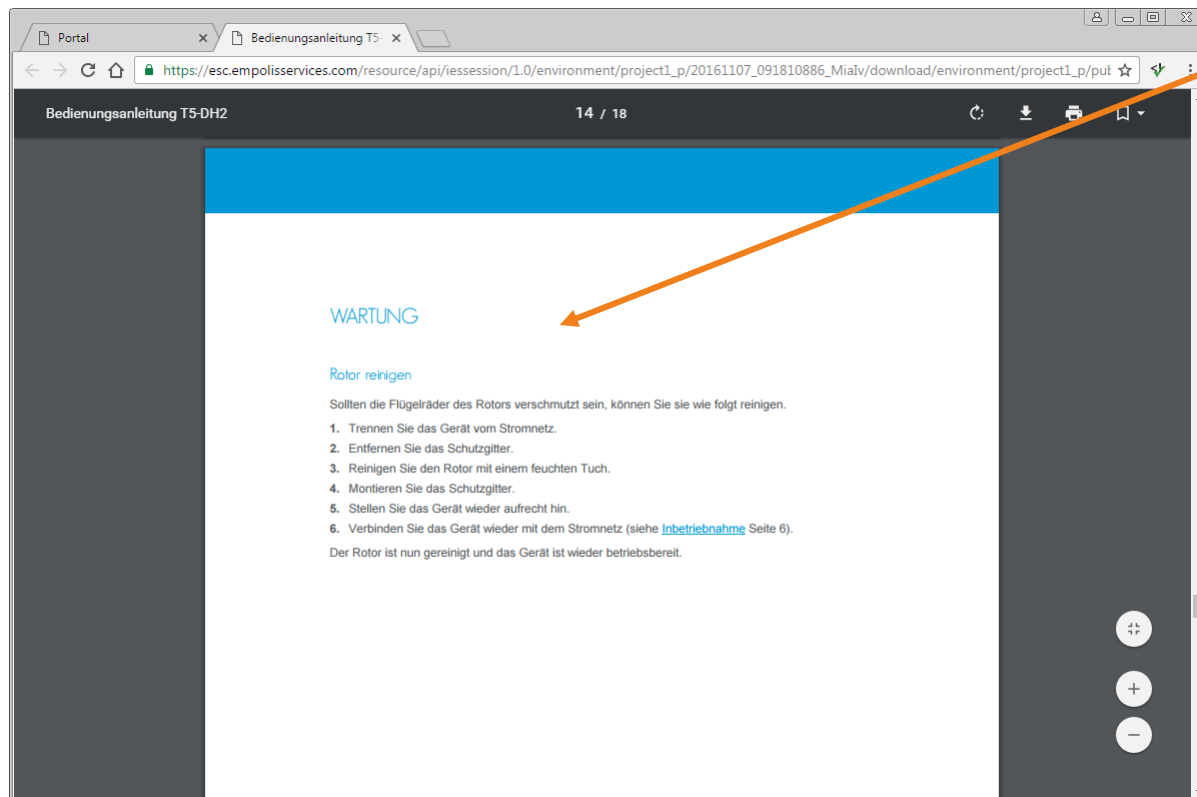 Portal
Bedienungsanleitung T5-
https://esc.empolisservices.com/resource/api/iessession/1.0/environment/project1_p/20161107_091810886_MiaIv/download/environment/project1_p/pub
Bedienungsanleitung T5-DH2
14 / 18
WARTUNG
Rotor reinigen
Sollten die Flügelräder des Rotors verschmutzt sein, können Sie sie wie folgt reinigen.
1. Trennen Sie das Gerät vom Stromnetz.
2. Entfernen Sie das Schutzgitter.
3. Reinigen Sie den Rotor mit einem feuchten Tuch.
4. Montieren Sie das Schutzgitter.
5. Stellen Sie das Gerät wieder aufrecht hin.
6. Verbinden Sie das Gerät wieder mit dem Stromnetz (siehe Inbetriebnahme Seite 6).
Der Rotor ist nun gereinigt und das Gerät ist wieder betriebsbereit.